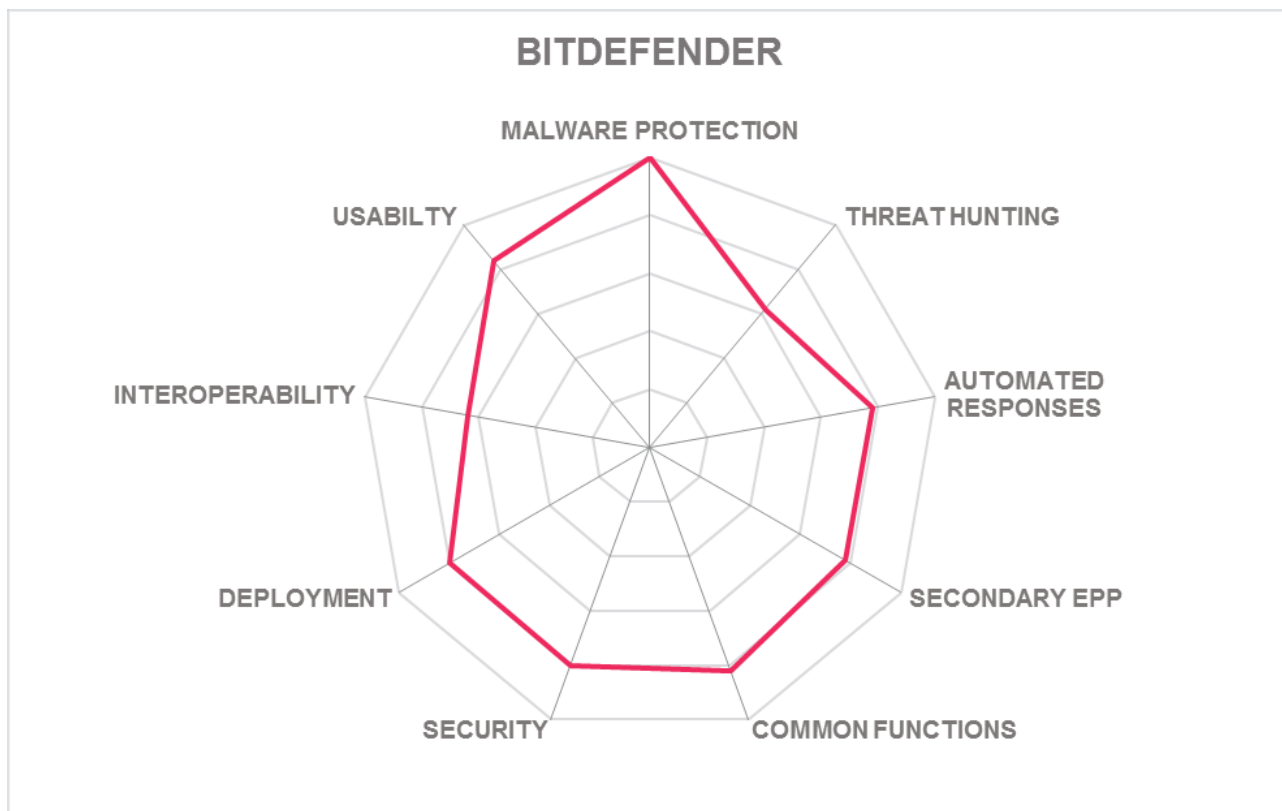 BITDEFENDER
MALWARE PROTECTION
THREAT HUNTING
AUTOMATED
RESPONSES
SECONDARY EPP
COMMON FUNCTIONS
SECURITY
DEPLOYMENT
INTEROPERABILITY
USABILTY